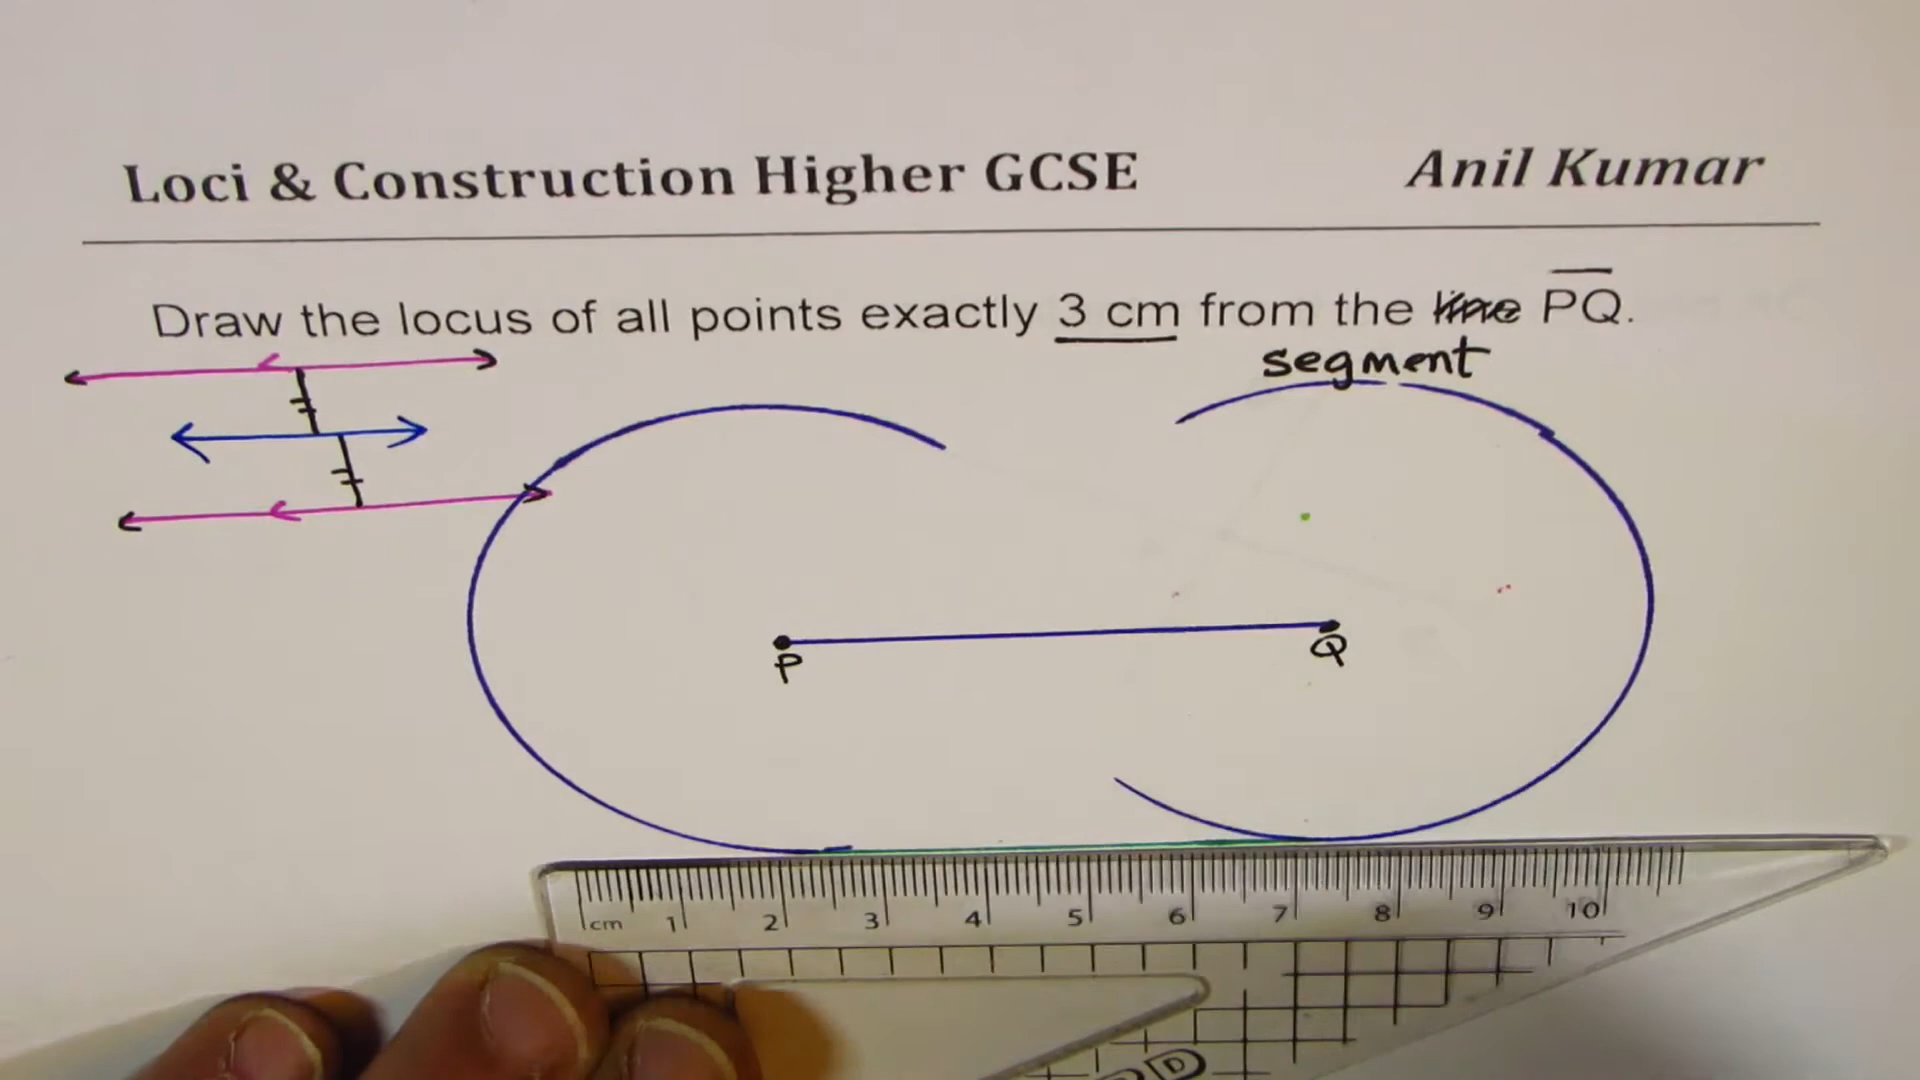 Loci & Construction Higher GCSE
Anil Kumar
Draw the locus of all points exactly 3 cm from the line PQ.
segment
P
Q
cm 1 2 3 4 5 6 7 8 9 10